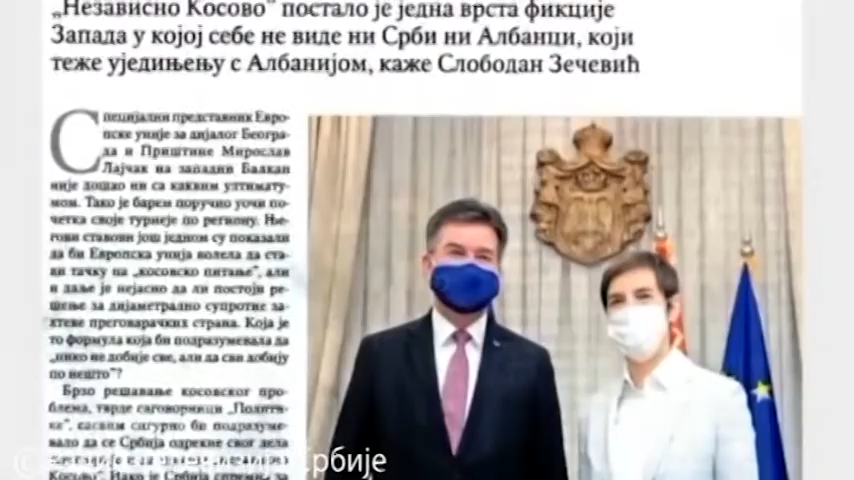 „Независно Косово” постало је једна врста фикције
Запада у којој себе не виде ни Срби ни Албанци, који
теже уједињењу с Албанијом, каже Слободан Зечевић
Специјални представник Евро-
пске уније за дијалог Београ-
да и Приштине Мирослав
Лајчак на западни Балкан
није дошао ни са каквим ултимату-
мом. Тако је барем поручио уочи по-
четка своје турнеје по региону. Ње-
гови ставови још једном су показали
да би Европска унија волела да ста-
ви тачку на „косовско питање”, али
и даље је нејасно да ли постоји ре-
шење за дијаметрално супротне за-
хтеве преговарачких страна. Која је
то формула која би подразумевала да
„нико не добије све, али да сви добију
по нешто”?
Брзо решавање косовског про-
блема, тврде саговорници „Полити-
ке”, сасвим сигурно би подразуме-
вало да се Србија одрекне свог дела
Србије